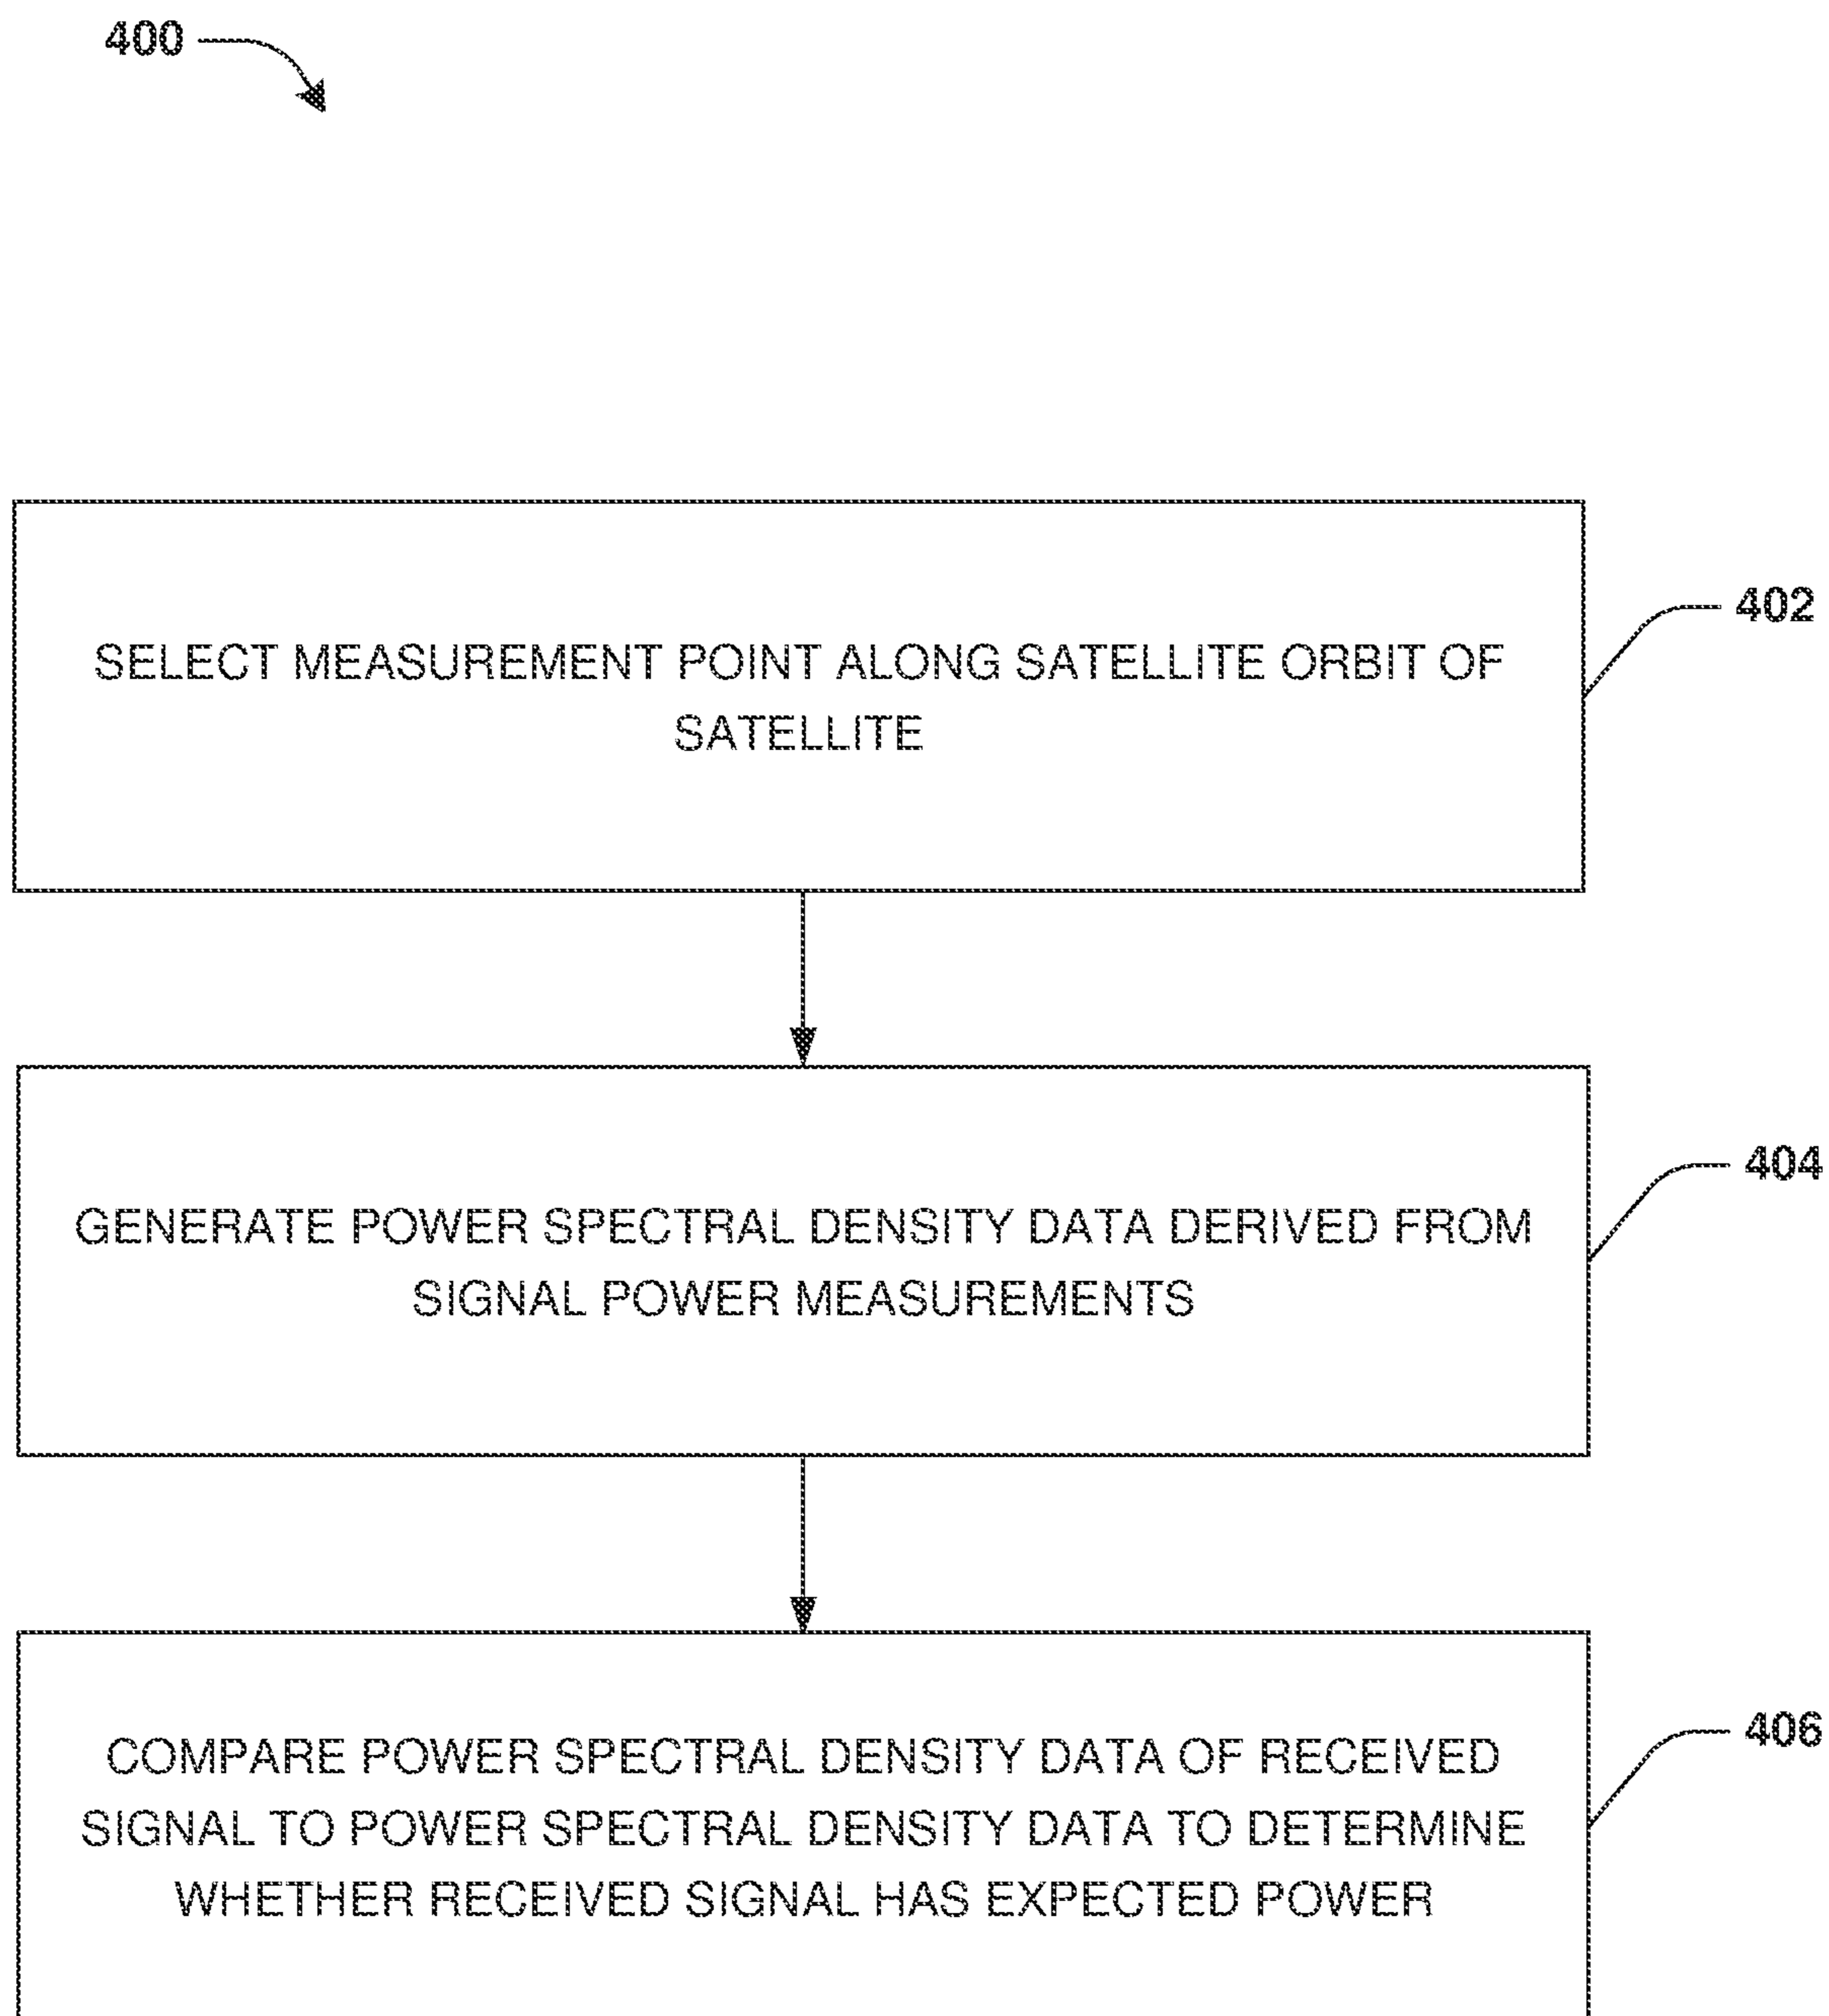 400
SELECT MEASUREMENT POINT ALONG SATELLITE ORBIT OF
SATELLITE
402
GENERATE POWER SPECTRAL DENSITY DATA DERIVED FROM
SIGNAL POWER MEASUREMENTS
404
COMPARE POWER SPECTRAL DENSITY DATA OF RECEIVED
SIGNAL TO POWER SPECTRAL DENSITY DATA TO DETERMINE
WHETHER RECEIVED SIGNAL HAS EXPECTED POWER
406